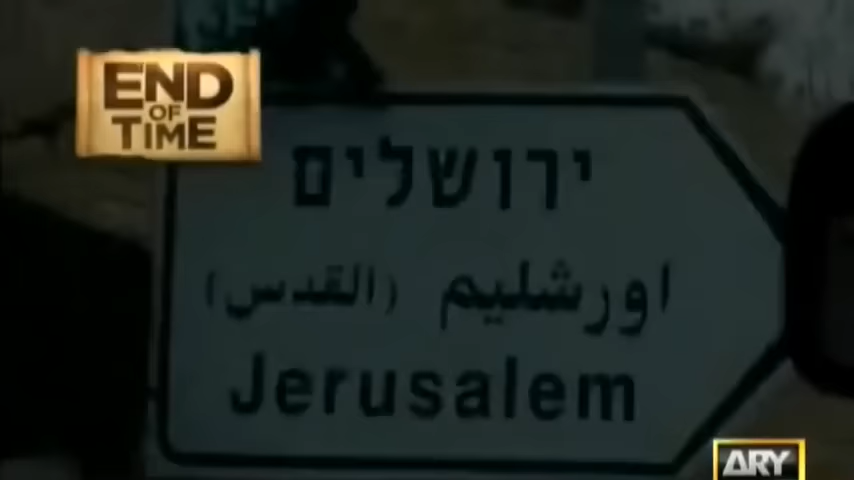 END
OF
TIME
ירושלים
اورشليم (القدس)
Jerusalem
ARY